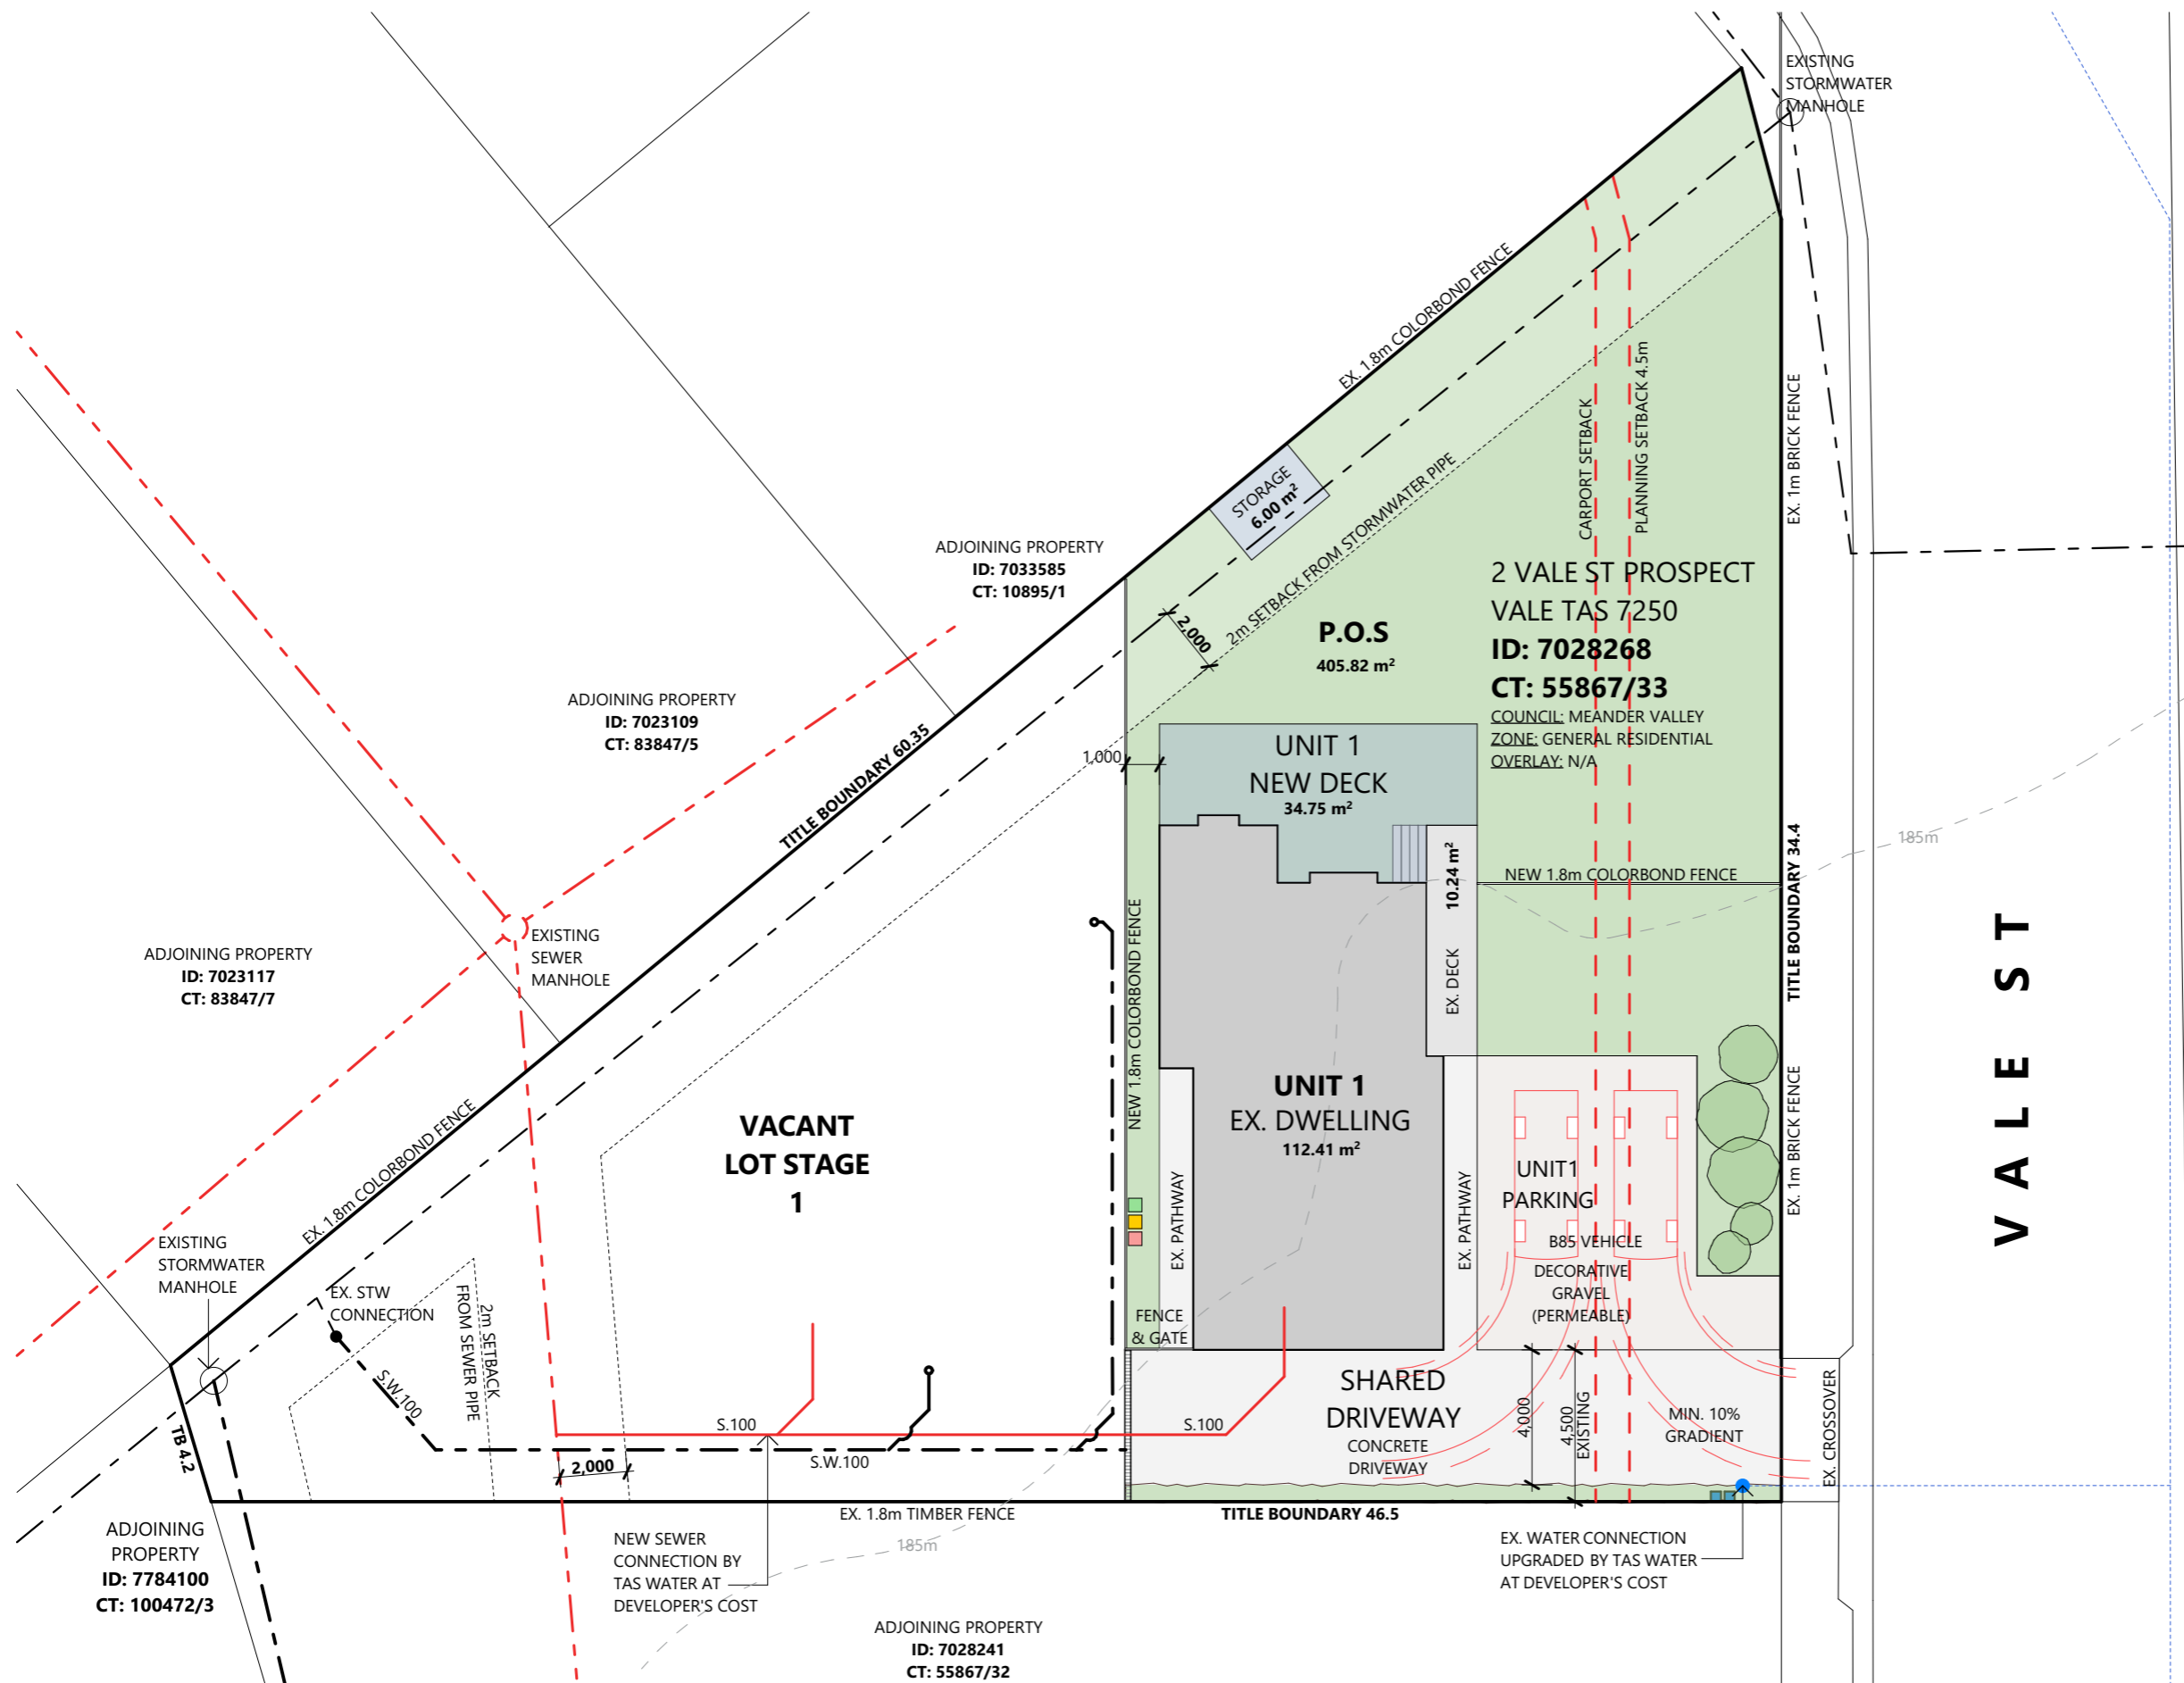 EXISTING
STORMWATER
MANHOLE
EX. 1.8m COLORBOND FENCE
CARPORT SETBACK
PLANNING SETBACK 4.5m
EX. 1m BRICK FENCE
STORAGE
6.00 m²
2m SETBACK FROM STORMWATER PIPE
2,000
ADJOINING PROPERTY
ID: 7033585
CT: 10895/1
2 VALE ST PROSPECT
VALE TAS 7250
ID: 7028268
CT: 55867/33
COUNCIL: MEANDER VALLEY
ZONE: GENERAL RESIDENTIAL
OVERLAY: N/A
P.O.S
405.82 m²
ADJOINING PROPERTY
ID: 7023109
CT: 83847/5
TITLE BOUNDARY 60.35
1,000
UNIT 1
NEW DECK
34.75 m²
10.24 m²
EX. DECK
NEW 1.8m COLORBOND FENCE
TITLE BOUNDARY 34.4
185m
VALE ST
EXISTING
SEWER
MANHOLE
ADJOINING PROPERTY
ID: 7023117
CT: 83847/7
NEW 1.8m COLORBOND FENCE
EX. 1.8m COLORBOND FENCE
VACANT
LOT STAGE
1
UNIT 1
EX. DWELLING
112.41 m²
EX. PATHWAY
EX. PATHWAY
UNIT1
PARKING
B85 VEHICLE
DECORATIVE
GRAVEL
(PERMEABLE)
EX. 1m BRICK FENCE
EXISTING
STORMWATER
MANHOLE
EX. STW
CONNECTION
2m SETBACK
FROM SEWER PIPE
S.W.100
FENCE
& GATE
SHARED
DRIVEWAY
CONCRETE
DRIVEWAY
4,000
4,500
EXISTING
MIN. 10%
GRADIENT
EX. CROSSOVER
TB 4.2
S.100
S.100
S.W.100
2,000
EX. 1.8m TIMBER FENCE
TITLE BOUNDARY 46.5
185m
ADJOINING
PROPERTY
ID: 7784100
CT: 100472/3
NEW SEWER
CONNECTION BY
TAS WATER AT
DEVELOPER'S COST
EX. WATER CONNECTION
UPGRADED BY TAS WATER
AT DEVELOPER'S COST
ADJOINING PROPERTY
ID: 7028241
CT: 55867/32